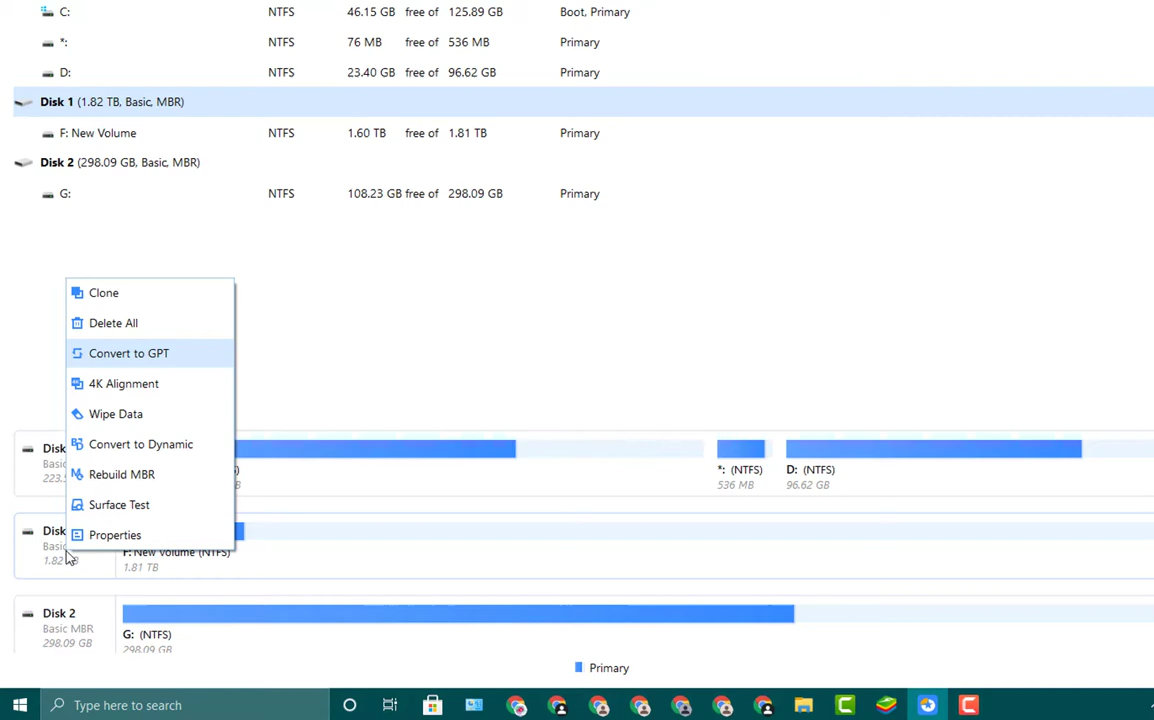 C: NTFS 46.15 GB free of 125.89 GB Boot, Primary
*: NTFS 76 MB free of 536 MB Primary
D: NTFS 23.40 GB free of 96.62 GB Primary
Disk 1 (1.82 TB, Basic, MBR)
F: New Volume NTFS 1.60 TB free of 1.81 TB Primary
Disk 2 (298.09 GB, Basic, MBR)
G: NTFS 108.23 GB free of 298.09 GB Primary
Clone
Delete All
Convert to GPT
4K Alignment
Wipe Data
Convert to Dynamic
Rebuild MBR
Surface Test
Properties
Disk
*: (NTFS) D: (NTFS)
536 MB 96.62 GB
Disk
F: New Volume (NTFS)
1.81 TB
Disk 2
Basic MBR
298.09 GB
G: (NTFS)
298.09 GB
Primary
Type here to search